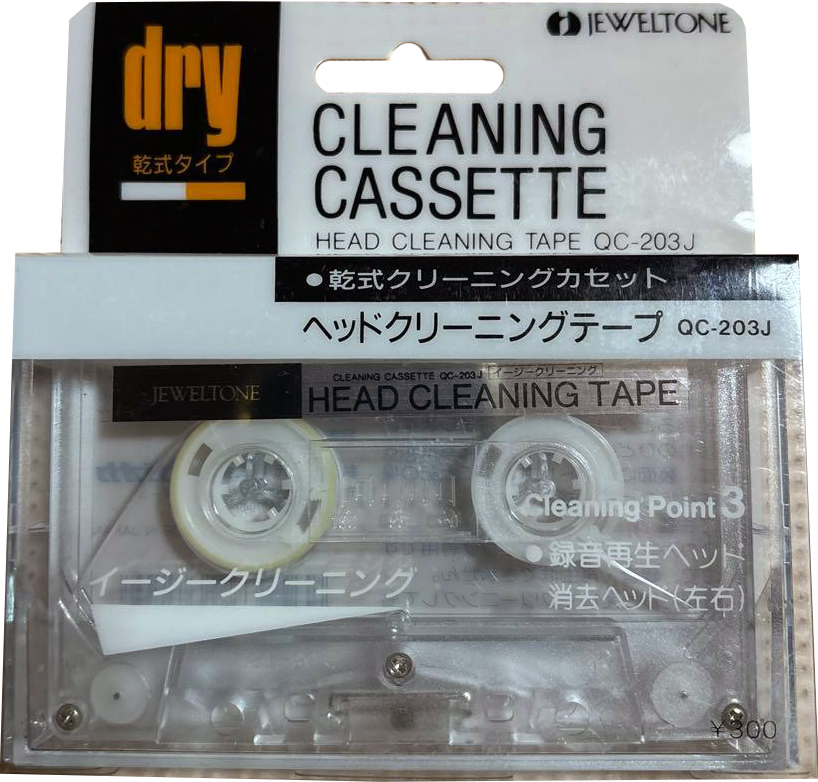 JEWELTONE
dry
乾式タイプ
CLEANING
CASSETTE
HEAD CLEANING TAPE QC-203J
●乾式クリーニングカセット
ヘッドクリーニングテープ QC-203J
JEWELTONE
CLEANING CASSETTE QC-203J イージークリーニング
HEAD CLEANING TAPE
Cleaning Point 3
●録音再生ヘッド
イージークリーニング
消去ヘッド(左右)
¥300